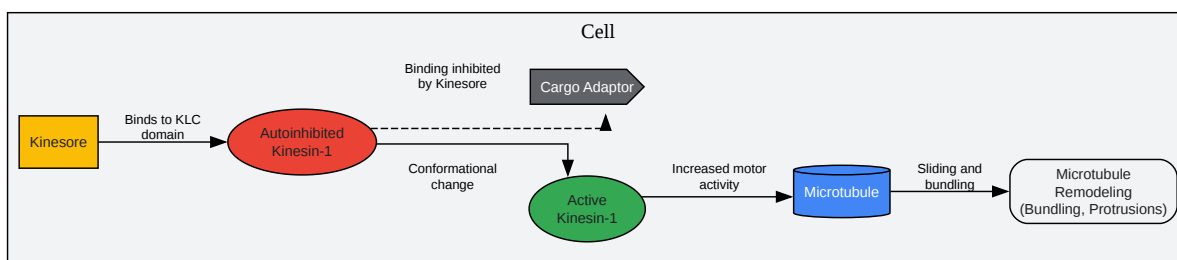 Cell
Kinesore
Binds to KLC
domain
Autoinhibited
Kinesin-1
Binding inhibited
by Kinesore
Cargo Adaptor
Conformational
change
Active
Kinesin-1
Increased motor
activity
Microtubule
Sliding and
bundling
Microtubule
Remodeling
(Bundling, Protrusions)